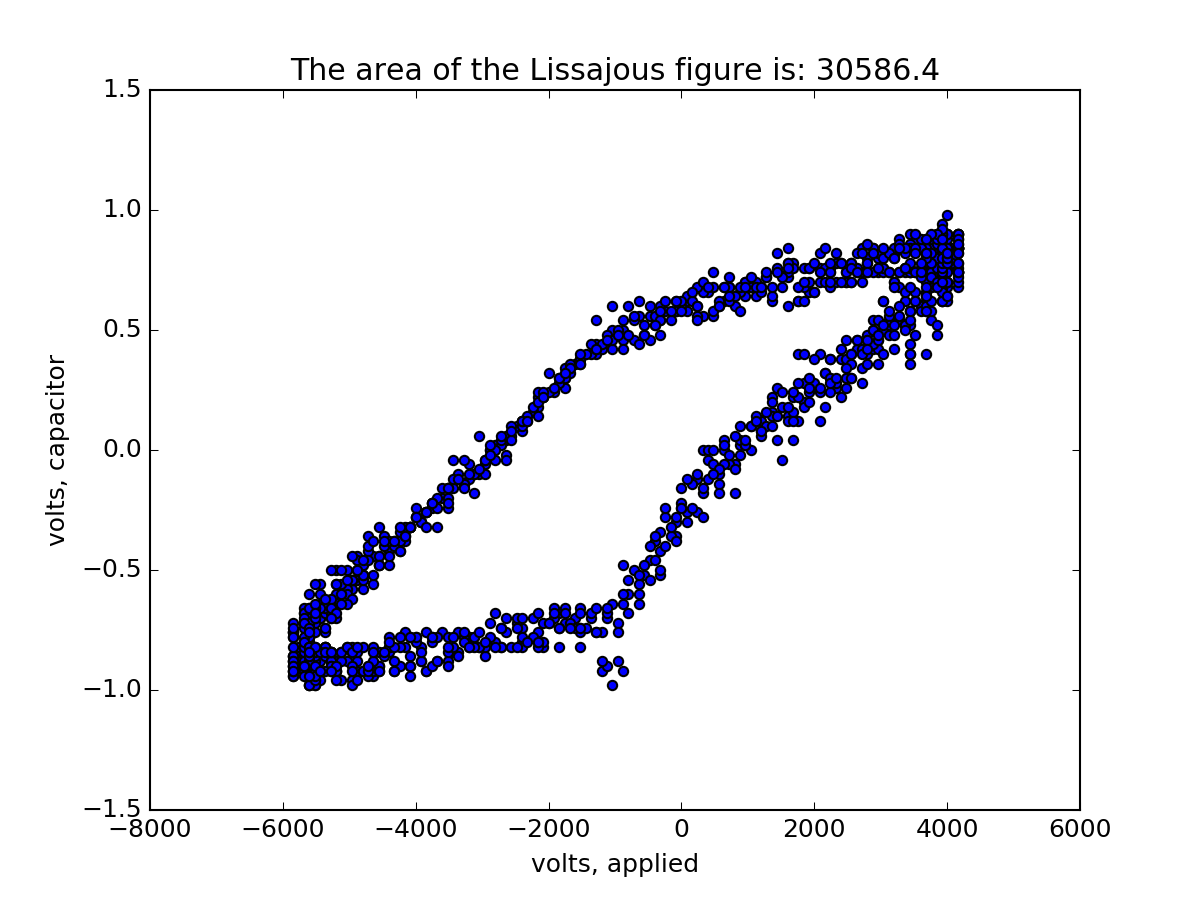 The area of the Lissajous figure is: 30586.4
1.5
1.0
0.5
0.0
−0.5
−1.0
−1.5
volts, capacitor
−8000 −6000 −4000 −2000 0 2000 4000 6000
volts, applied